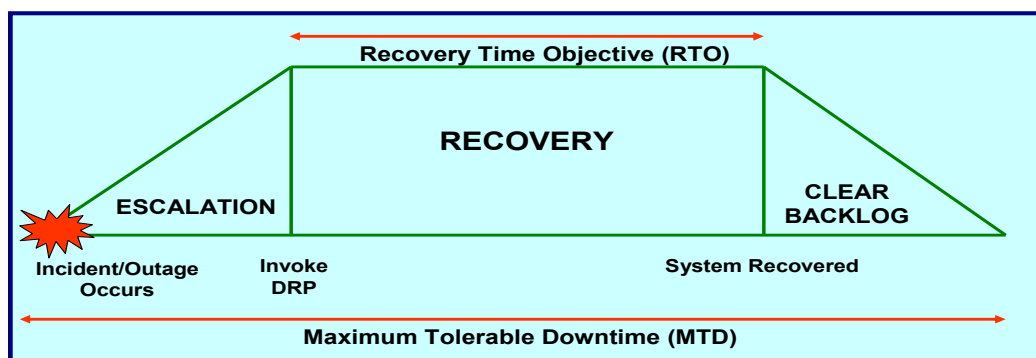 Recovery Time Objective (RTO)
RECOVERY
ESCALATION
CLEAR
BACKLOG
Incident/Outage
Occurs
Invoke
DRP
System Recovered
Maximum Tolerable Downtime (MTD)